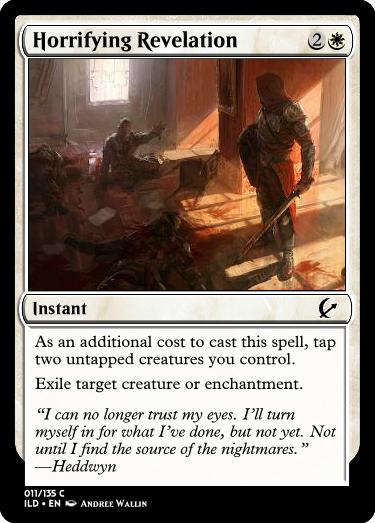 Horrifying Revelation 2
Instant
As an additional cost to cast this spell, tap
two untapped creatures you control.
Exile target creature or enchantment.
“I can no longer trust my eyes. I’ll turn
myself in for what I’ve done, but not yet. Not
until I find the source of the nightmares.”
—Heddwyn
011/135 C
ILD • EN Andree Wallin